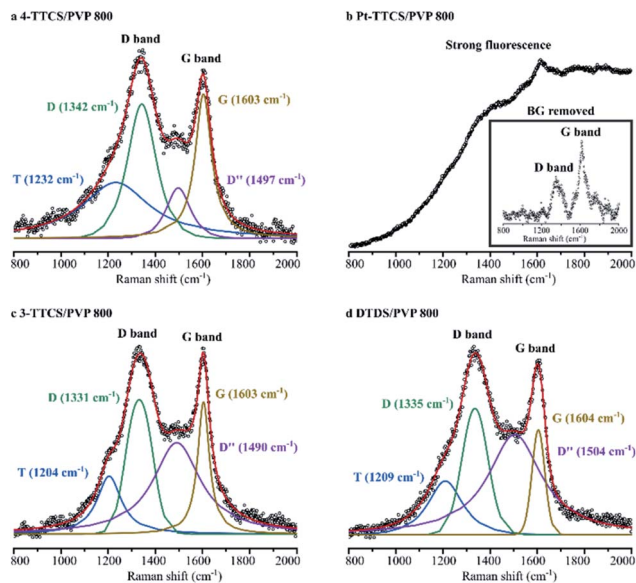 a 4-TTCS/PVP 800
D band
G band
D (1342 cm-1)
G (1603 cm-1)
T (1232 cm-1)
D'' (1497 cm-1)
800 1000 1200 1400 1600 1800 2000
Raman shift (cm-1)
b Pt-TTCS/PVP 800
Strong fluorescence
BG removed
G band
D band
800 1200 1600 2000
Raman shift (cm-1)
800 1000 1200 1400 1600 1800 2000
Raman shift (cm-1)
c 3-TTCS/PVP 800
D band
G band
D (1331 cm-1)
G (1603 cm-1)
D'' (1490 cm-1)
T (1204 cm-1)
800 1000 1200 1400 1600 1800 2000
Raman shift (cm-1)
d DTDS/PVP 800
D band
G band
D (1335 cm-1)
G (1604 cm-1)
D'' (1504 cm-1)
T (1209 cm-1)
800 1000 1200 1400 1600 1800 2000
Raman shift (cm-1)